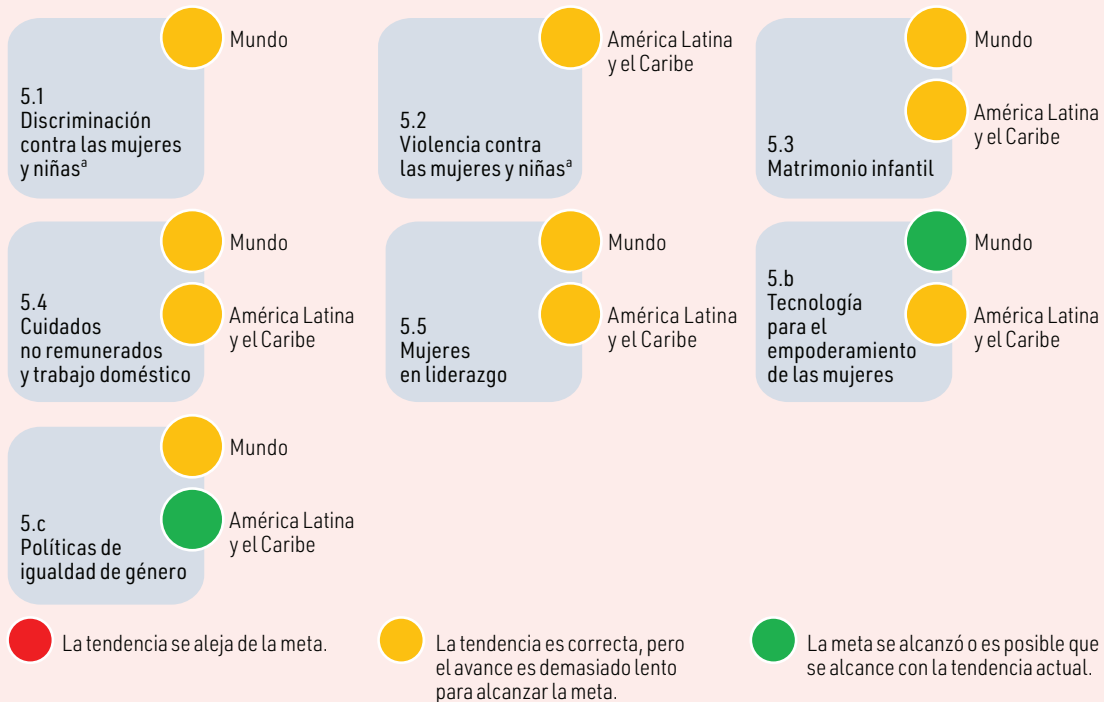 Mundo
5.1
Discriminación
contra las mujeres
y niñasª
América Latina
y el Caribe
5.2
Violencia contra
las mujeres y niñasª
Mundo
América Latina
y el Caribe
5.3
Matrimonio infantil
Mundo
América Latina
y el Caribe
5.4
Cuidados
no remunerados
y trabajo doméstico
Mundo
América Latina
y el Caribe
5.5
Mujeres
en liderazgo
Mundo
América Latina
y el Caribe
5.b
Tecnología
para el
empoderamiento
de las mujeres
Mundo
América Latina
y el Caribe
5.c
Políticas de
igualdad de género
La tendencia se aleja de la meta.
La tendencia es correcta, pero
el avance es demasiado lento
para alcanzar la meta.
La meta se alcanzó o es posible que
se alcance con la tendencia actual.